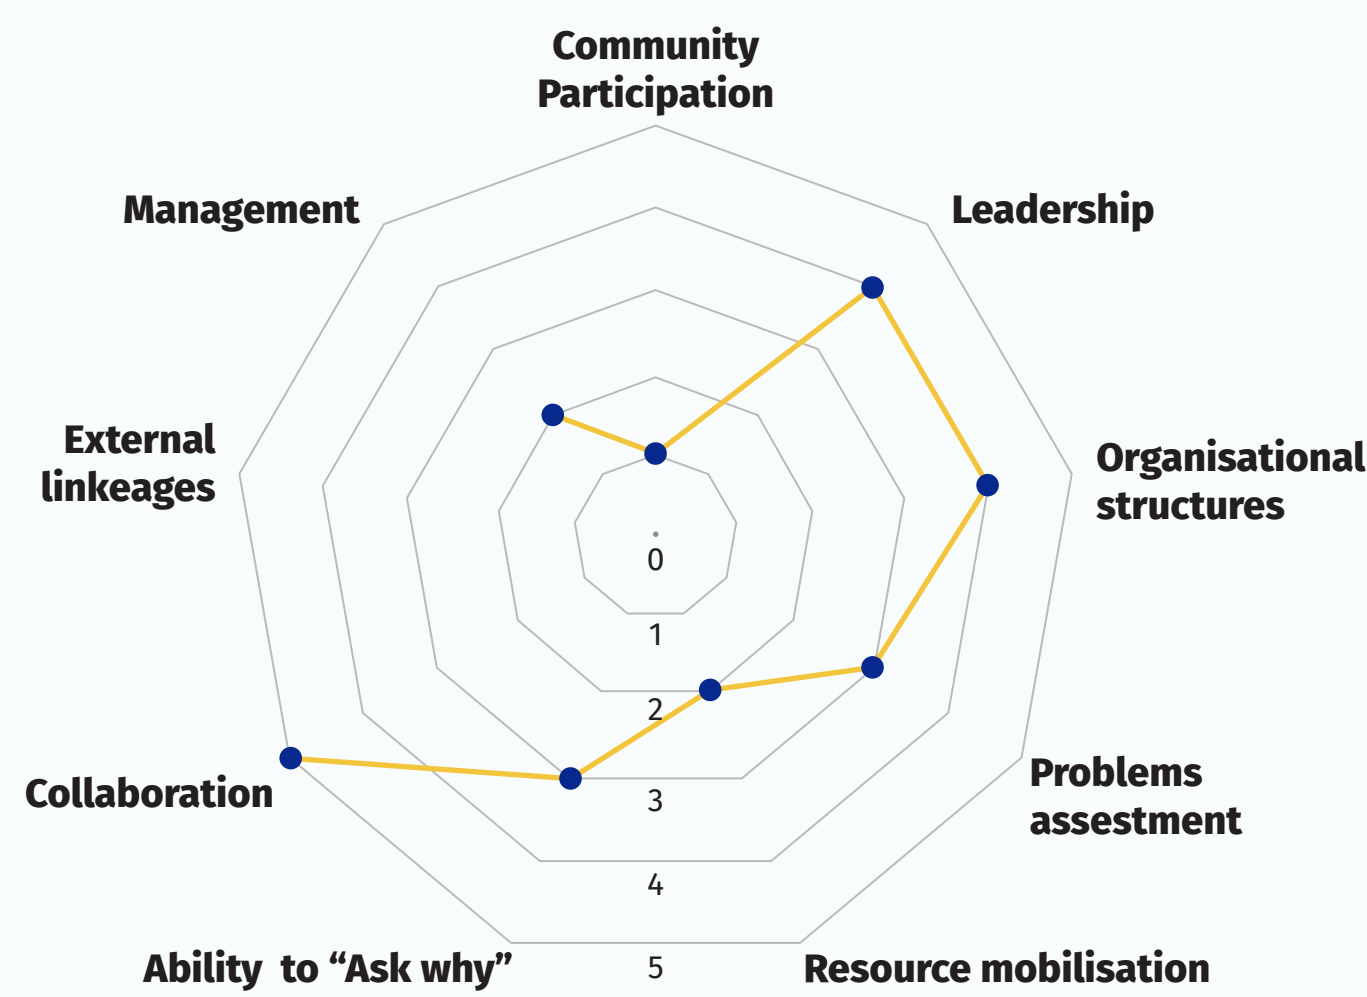 Community
Participation
Management
Leadership
External
linkeages
Organisational
structures
0
1
2
3
4
5
Collaboration
Problems
assestment
Ability to “Ask why”
Resource mobilisation